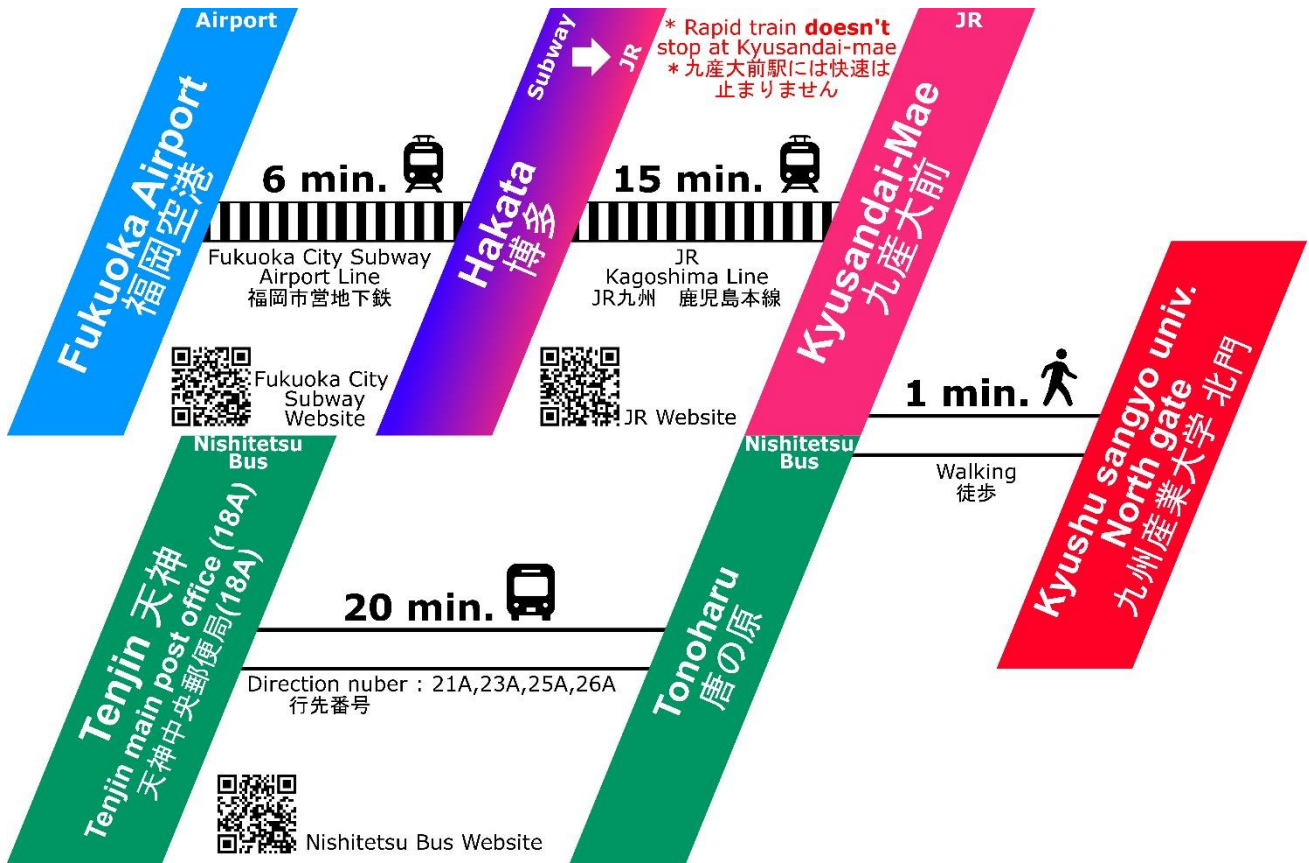 Airport
Fukuoka Airport
福岡空港
6 min.
Fukuoka City Subway
Airport Line
福岡市営地下鉄
Fukuoka City
Subway
Website
Subway
JR
Hakata
博多
* Rapid train doesn't
stop at Kyusandai-mae
*九産大前駅には快速は
止まりません
15 min.
JR
Kagoshima Line
JR九州 鹿児島本線
JR Website
JR
Kyusandai-Mae
九産大前
1 min.
Walking
徒歩
Kyushu sangyo univ.
North gate
九州産業大学 北門
Nishitetsu
Bus
Tenjin 天神
Tenjin main post office (18A)
天神中央郵便局(18A)
20 min.
Direction nuber : 21A,23A,25A,26A
行先番号
Nishitetsu Bus Website
Nishitetsu
Bus
Tonoharu
唐の原